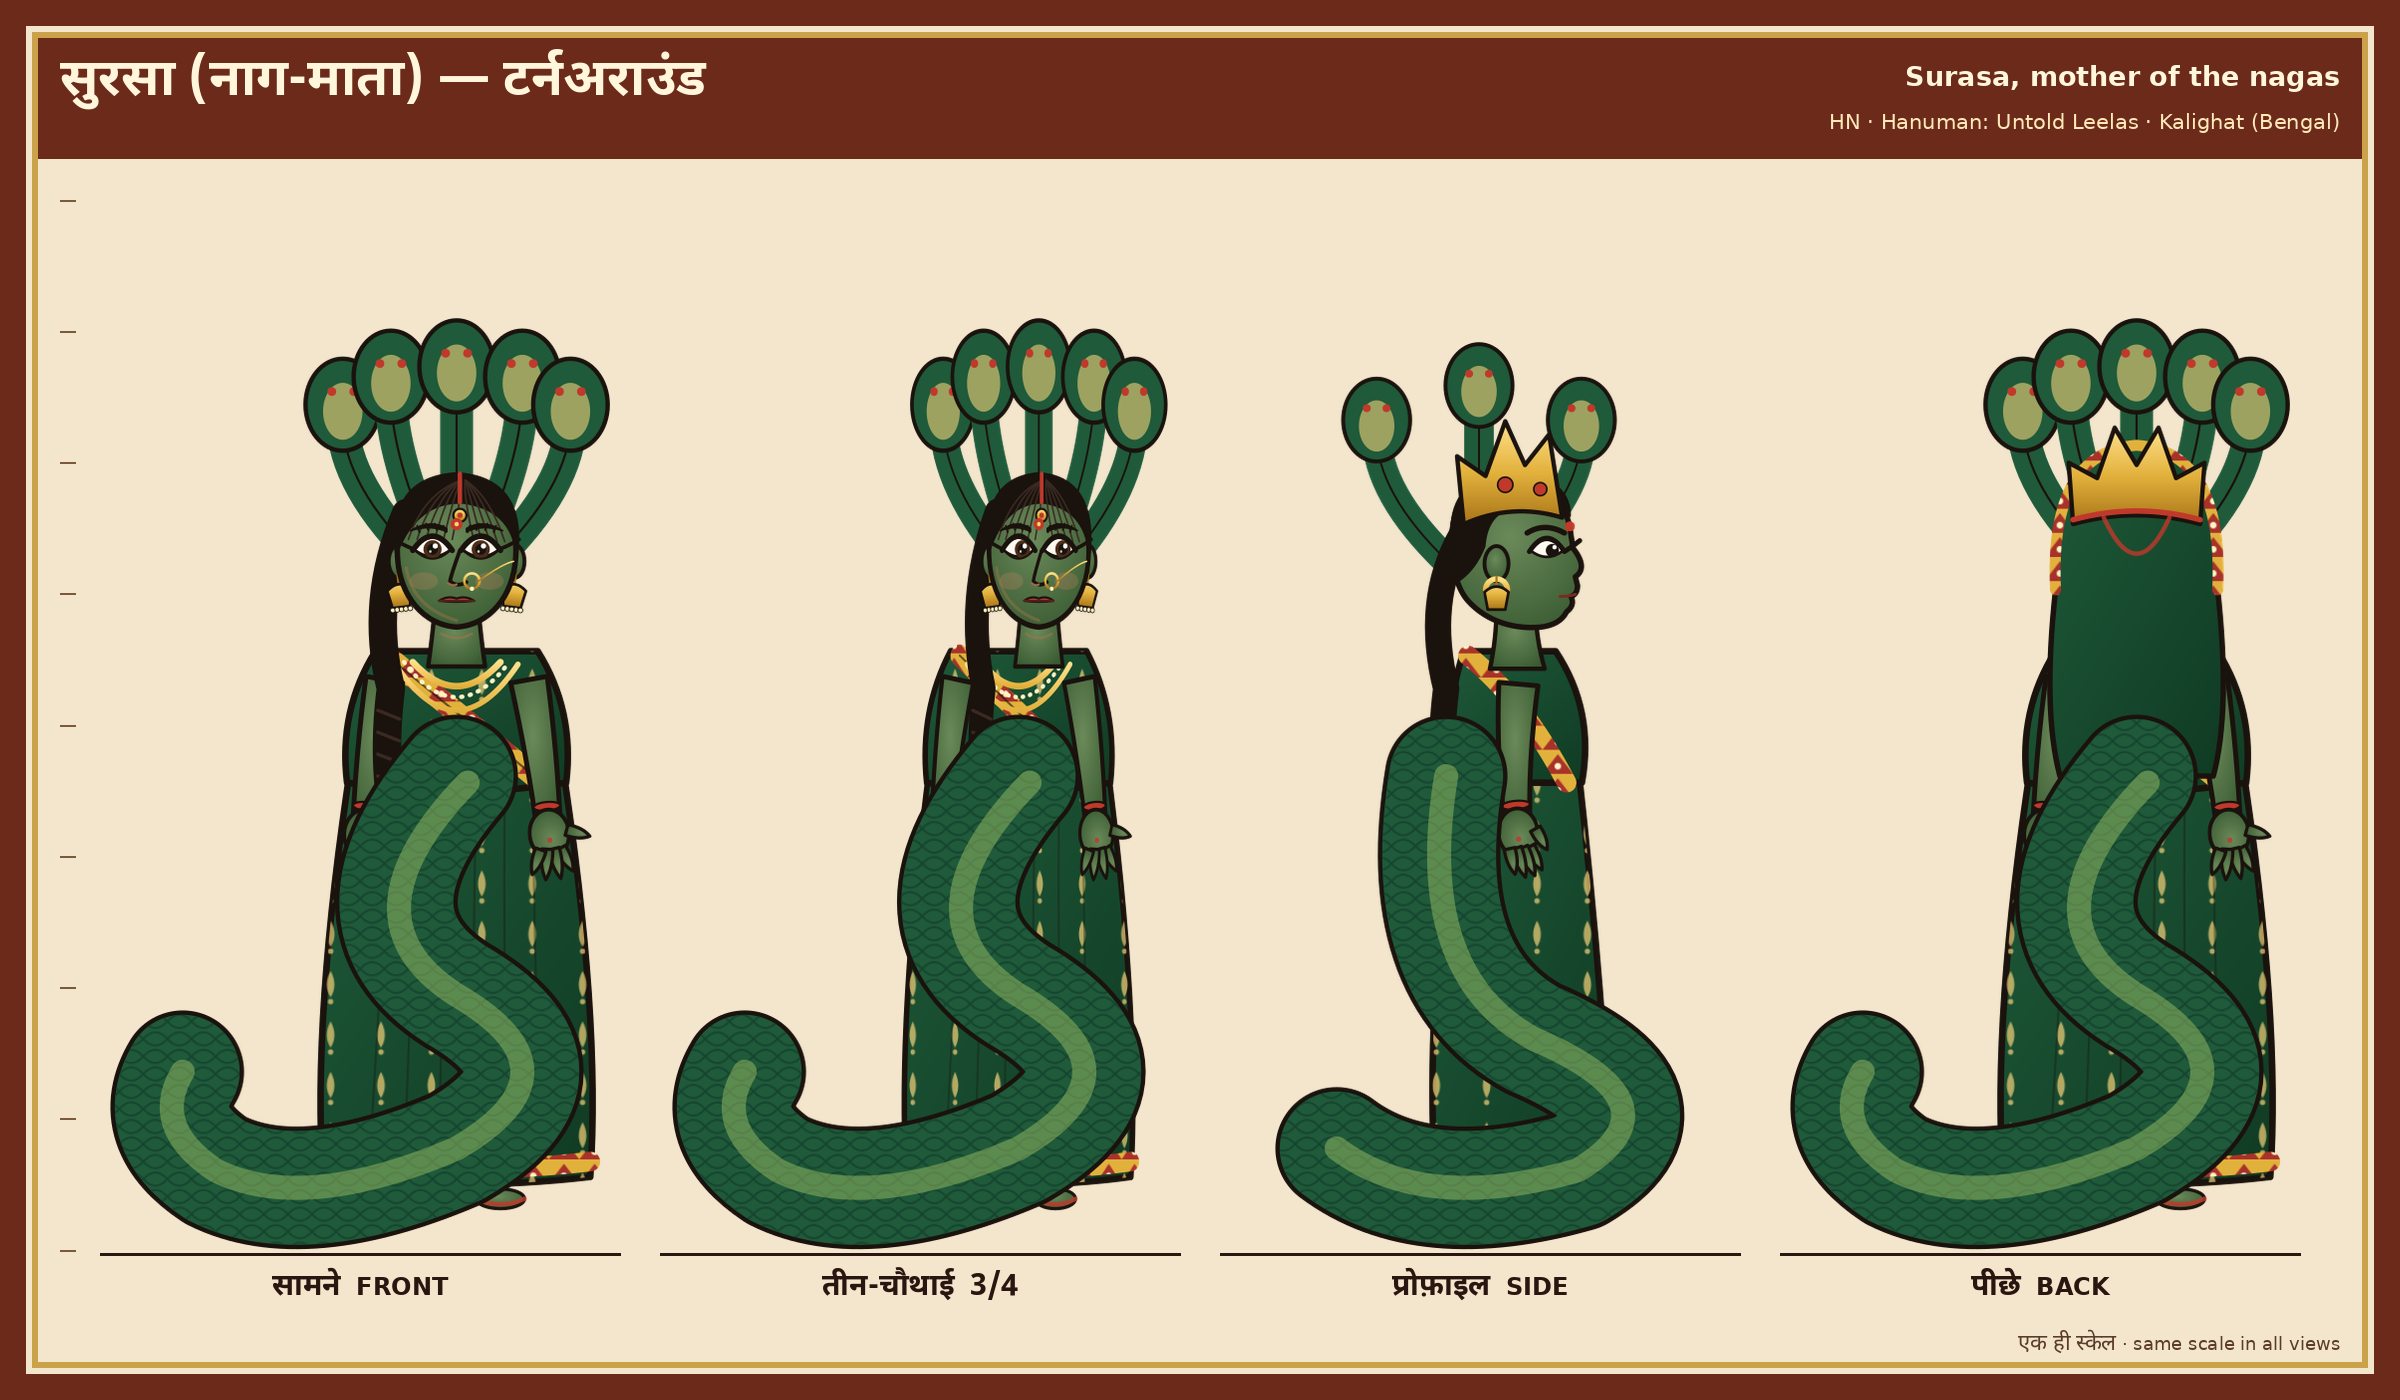 सुरसा (नाग-माता) — टर्नअराउंड
Surasa, mother of the nagas
HN · Hanuman: Untold Leelas · Kalighat (Bengal)
सामने FRONT
तीन-चौथाई 3/4
प्रोफ़ाइल SIDE
पीछे BACK
एक ही स्केल · same scale in all views